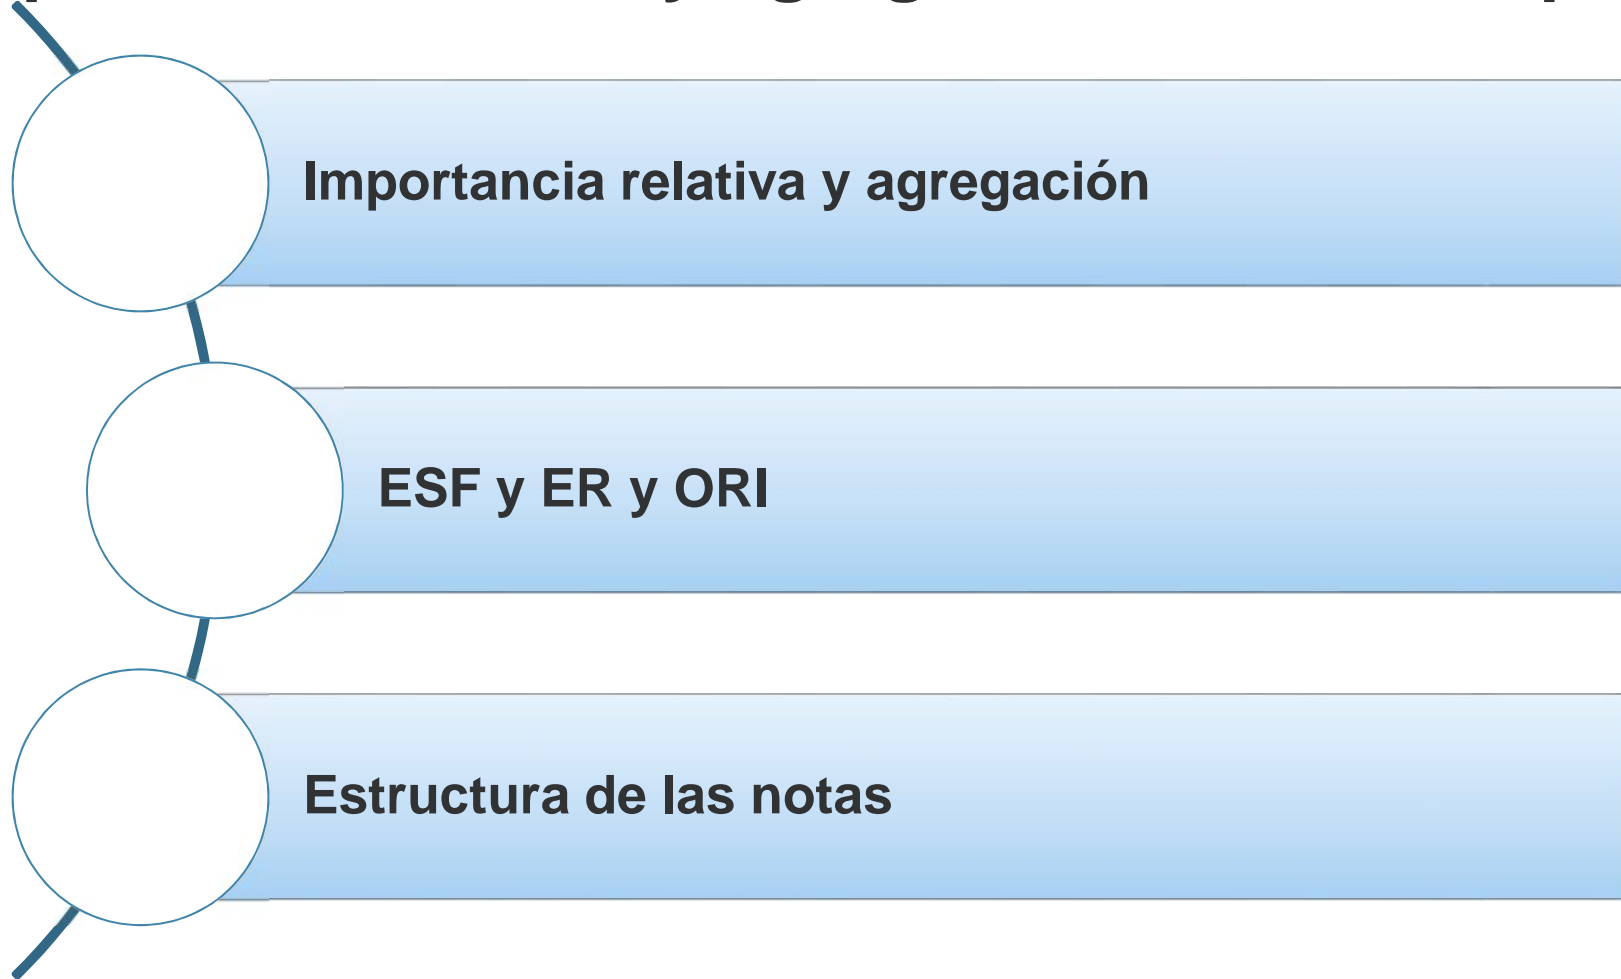 Importancia relativa y agregación
ESF y ER y ORI
Estructura de las notas